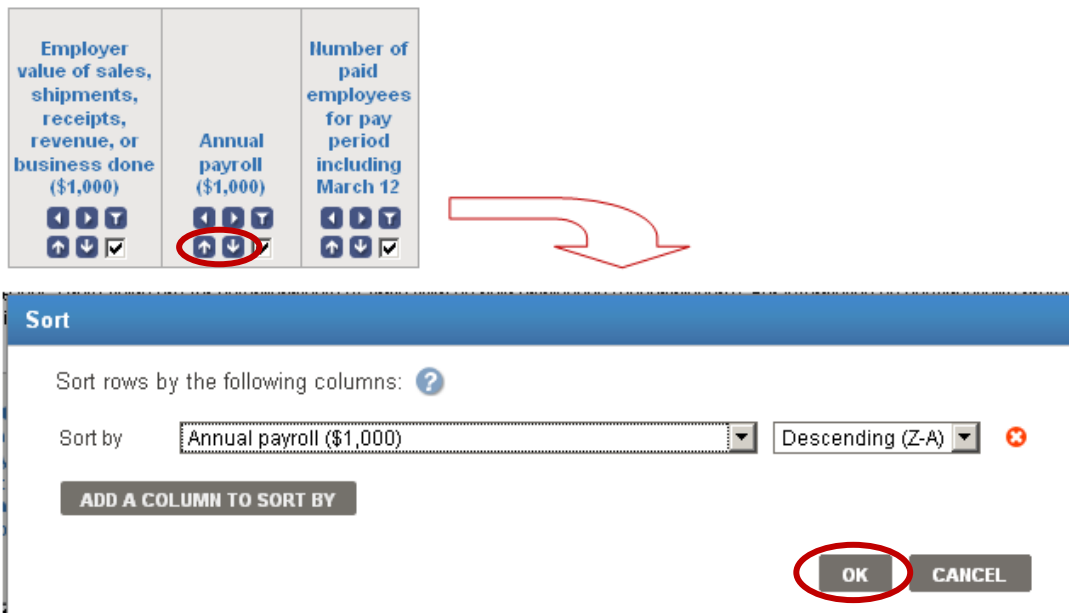 Employer
value of sales,
shipments,
receipts,
revenue, or
business done
($1,000)
Annual
payroll
($1,000)
Number of
paid
employees
for pay
period
including
March 12
Sort
Sort rows by the following columns: ?
Sort by Annual payroll ($1,000) Descending (Z-A)
ADD A COLUMN TO SORT BY
OK CANCEL